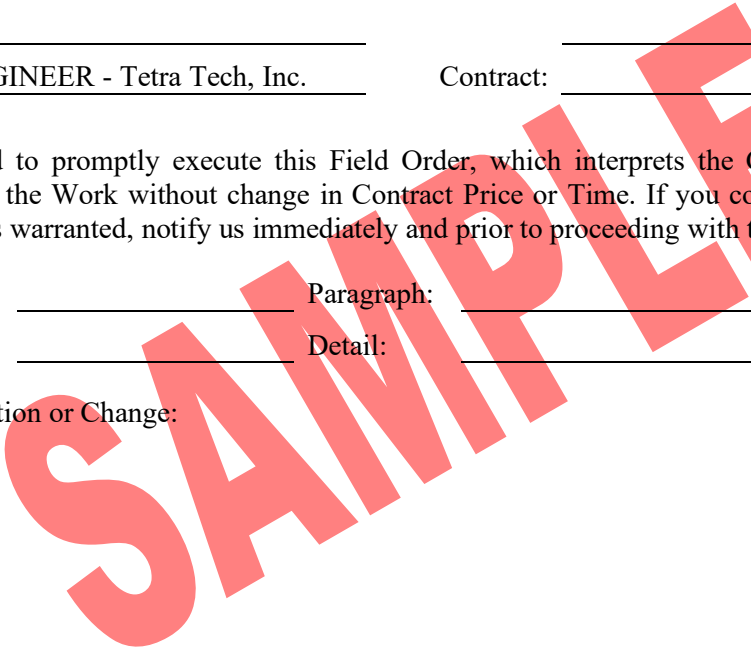 GINEER - Tetra Tech, Inc. Contract:
d to promptly execute this Field Order, which interprets the
the Work without change in Contract Price or Time. If you co
s warranted, notify us immediately and prior to proceeding with t
Paragraph:
Detail:
tion or Change:
SAMPLE